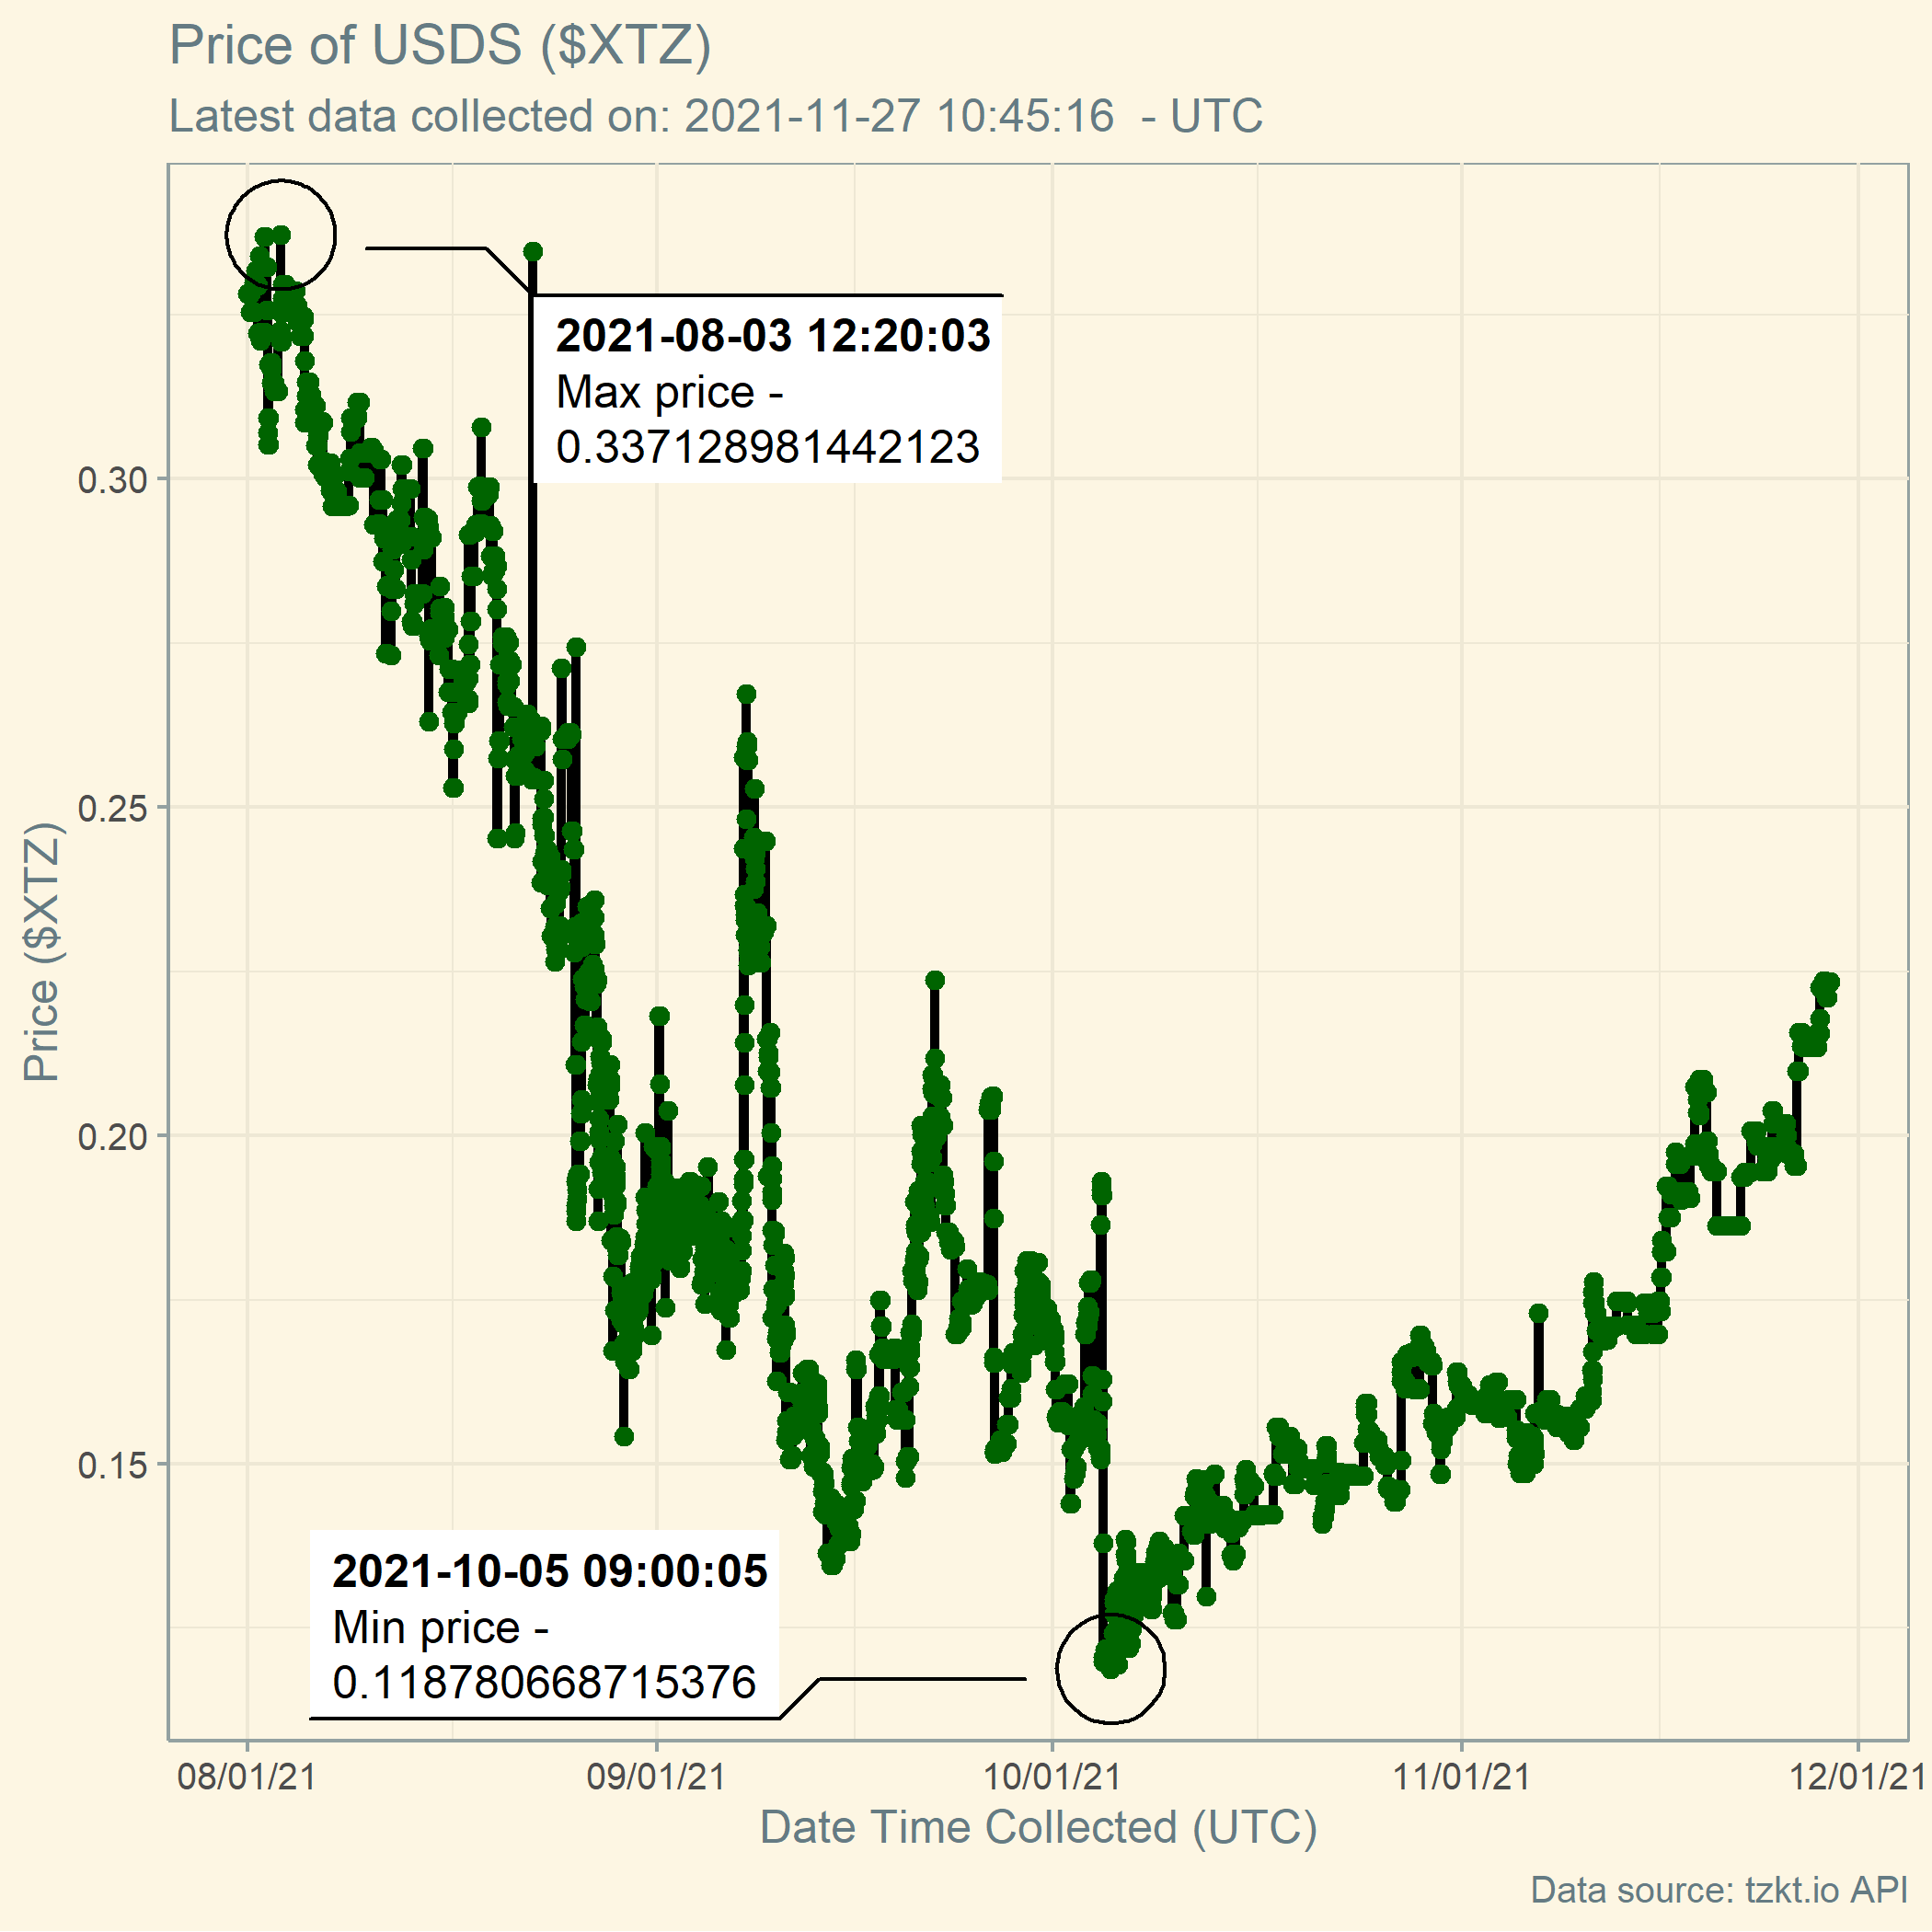 Price of USDS ($XTZ)
Latest data collected on: 2021-11-27 10:45:16  - UTC
2021-08-03 12:20:03
Max price -
0.337128981442123
0.30
0.25
0.20
0.15
Price ($XTZ)
2021-10-05 09:00:05
Min price -
0.118780668715376
08/01/21
09/01/21
10/01/21
11/01/21
12/01/21
Date Time Collected (UTC)
Data source: tzkt.io API